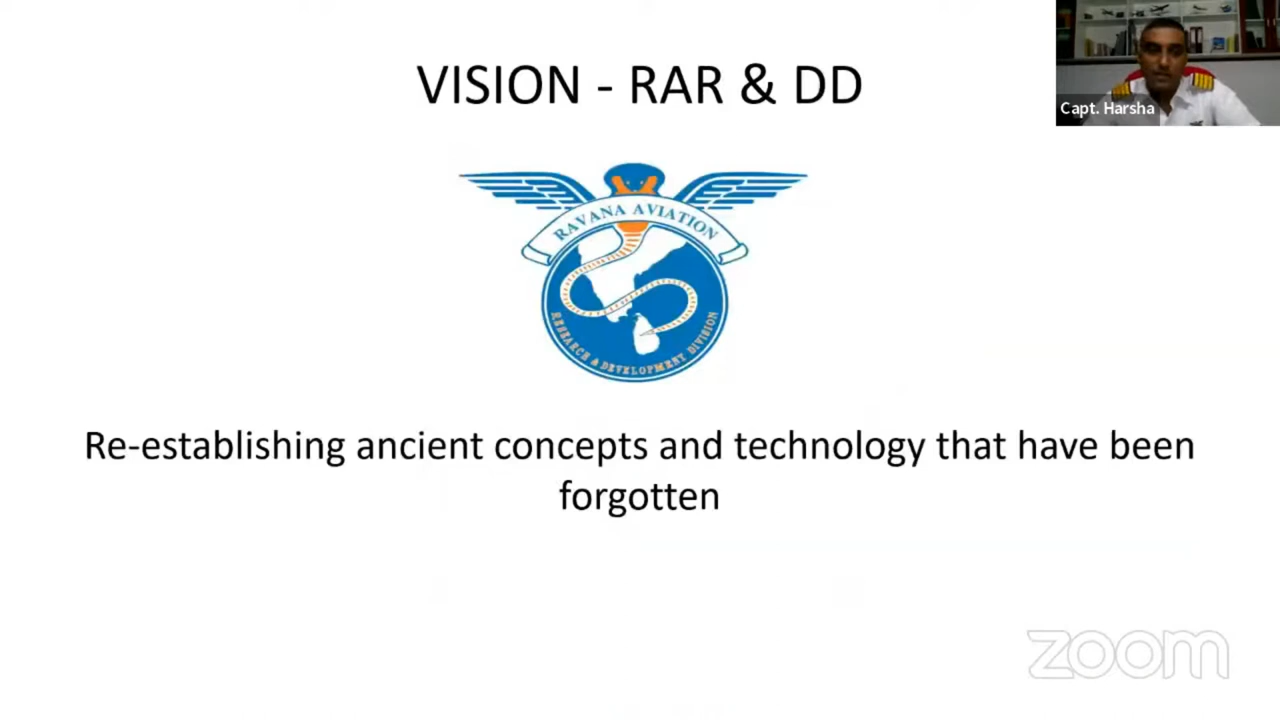 VISION - RAR & DD
Capt. Harsha
RAVANA AVIATION
RESEARCH & DEVELOPMENT DIVISION
Re-establishing ancient concepts and technology that have been
forgotten
zoom